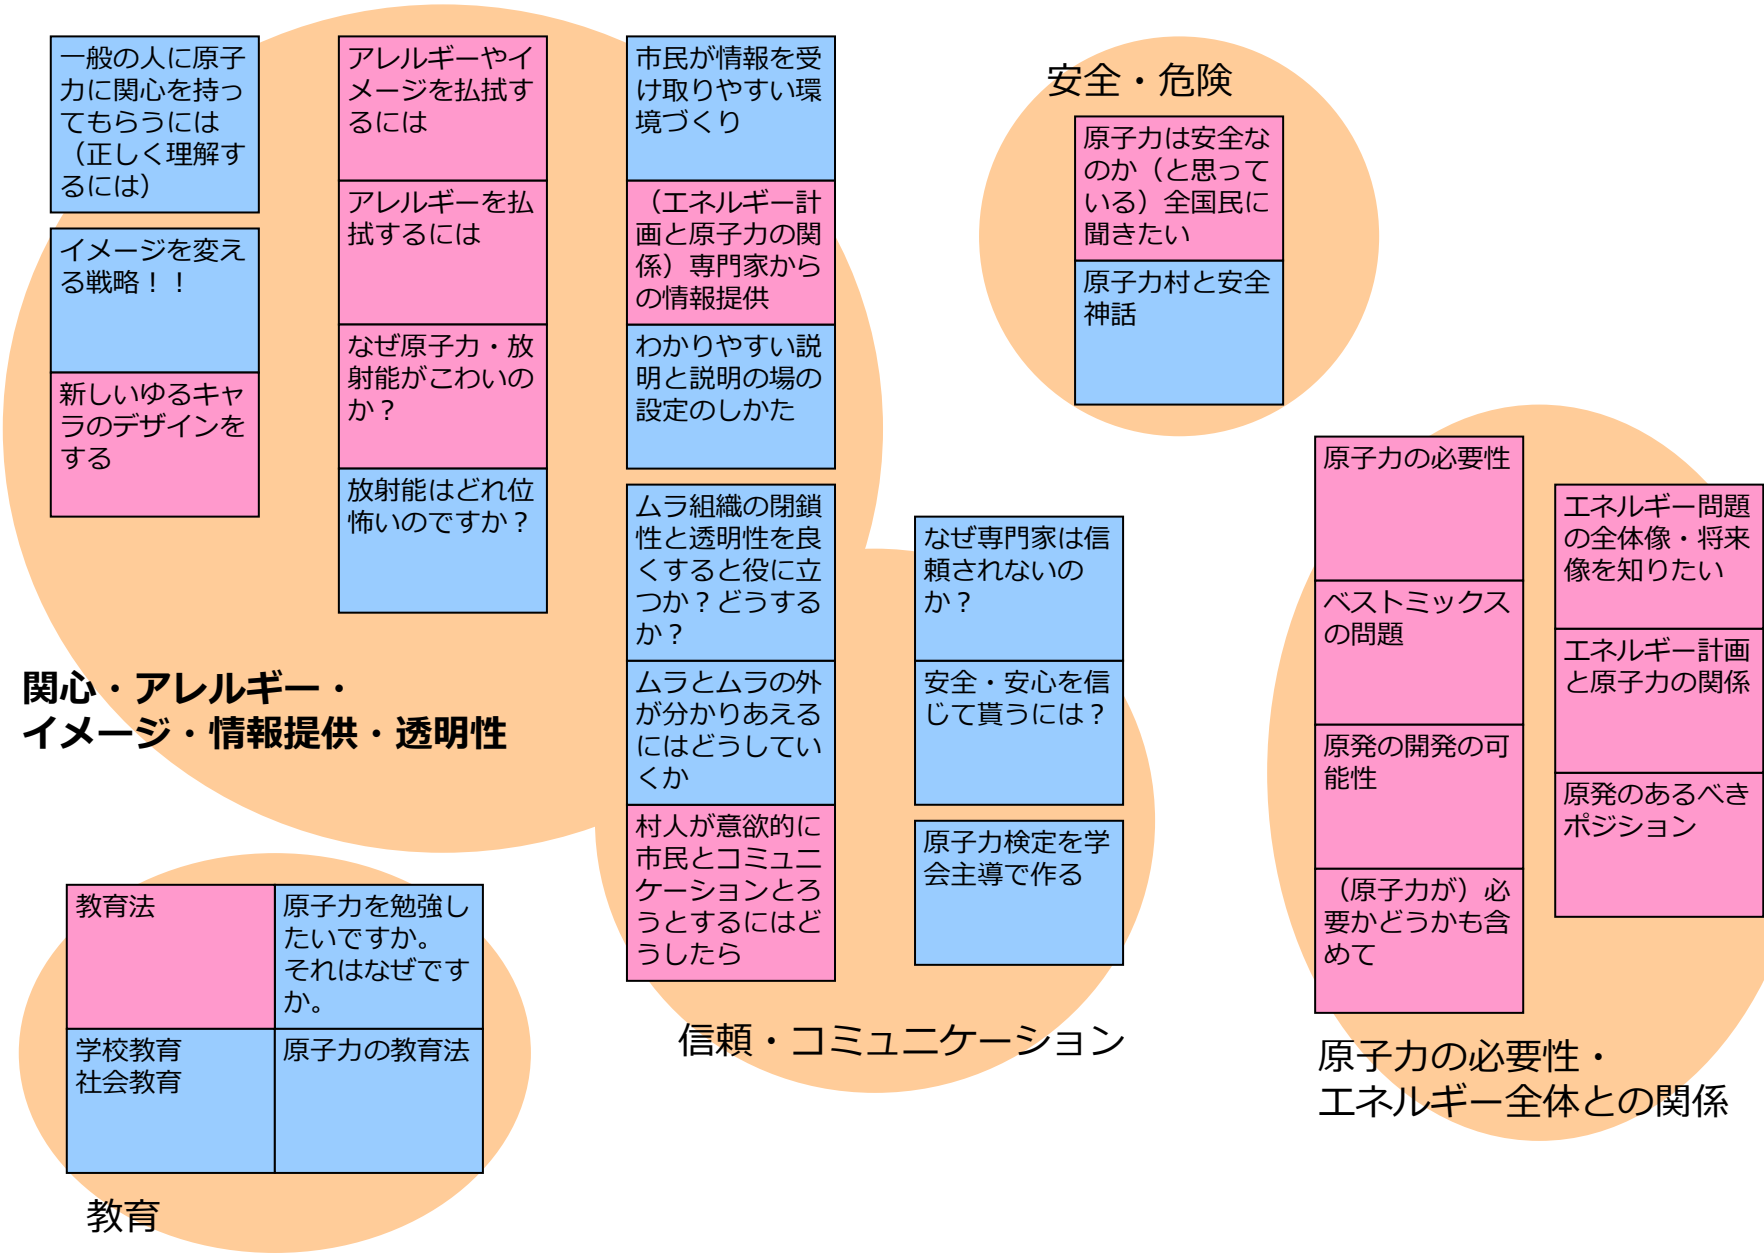 一般の人に原子
力に関心を持っ
てもらうには
（正しく理解す
るには）
イメージを変え
る戦略！！
新しいゆるキャ
ラのデザインを
する
アレルギーやイ
メージを払拭す
るには
アレルギーを払
拭するには
なぜ原子力・放
射能がこわいの
か？
放射能はどれ位
怖いのですか？
市民が情報を受
け取りやすい環
境づくり
（エネルギー計
画と原子力の関
係）専門家から
の情報提供
わかりやすい説
明と説明の場の
設定のしかた
関心・アレルギー・
イメージ・情報提供・透明性
安全・危険
原子力は安全な
のか（と思って
いる）全国民に
聞きたい
原子力村と安全
神話
ムラ組織の閉鎖
性と透明性を良
くすると役に立
つか？どうする
か？
ムラとムラの外
が分かりあえる
にはどうしてい
くか
村人が意欲的に
市民とコミュニ
ケーションとろ
うとするにはど
うしたら
なぜ専門家は信
頼されないの
か？
安全・安心を信
じて貰うには？
原子力検定を学
会主導で作る
信頼・コミュニケーション
原子力の必要性
ベストミックス
の問題
原発の開発の可
能性
（原子力が）必
要かどうかも含
めて
エネルギー問題
の全体像・将来
像を知りたい
エネルギー計画
と原子力の関係
原発のあるべき
ポジション
原子力の必要性・
エネルギー全体との関係
教育法
原子力を勉強し
たいですか。
それはなぜです
か。
学校教育
社会教育
原子力の教育法
教育